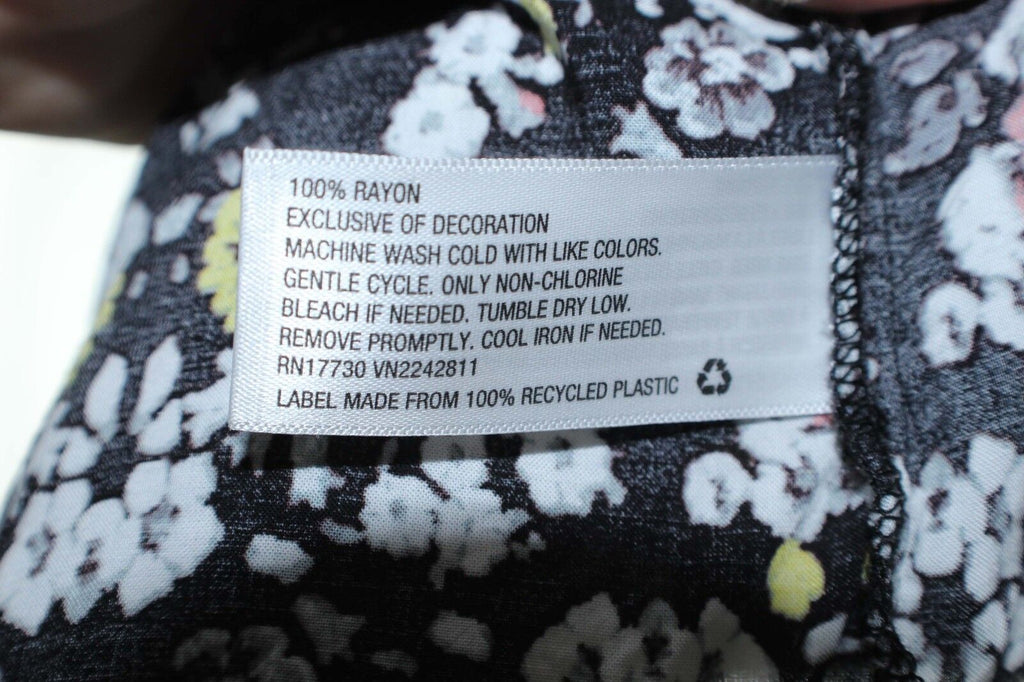 100% RAYON
EXCLUSIVE OF DECORATION
MACHINE WASH COLD WITH LIKE COLORS.
GENTLE CYCLE. ONLY NON-CHLORINE
BLEACH IF NEEDED. TUMBLE DRY LOW.
REMOVE PROMPTLY. COOL IRON IF NEEDED.
RN17730 VN2242811
LABEL MADE FROM 100% RECYCLED PLASTIC